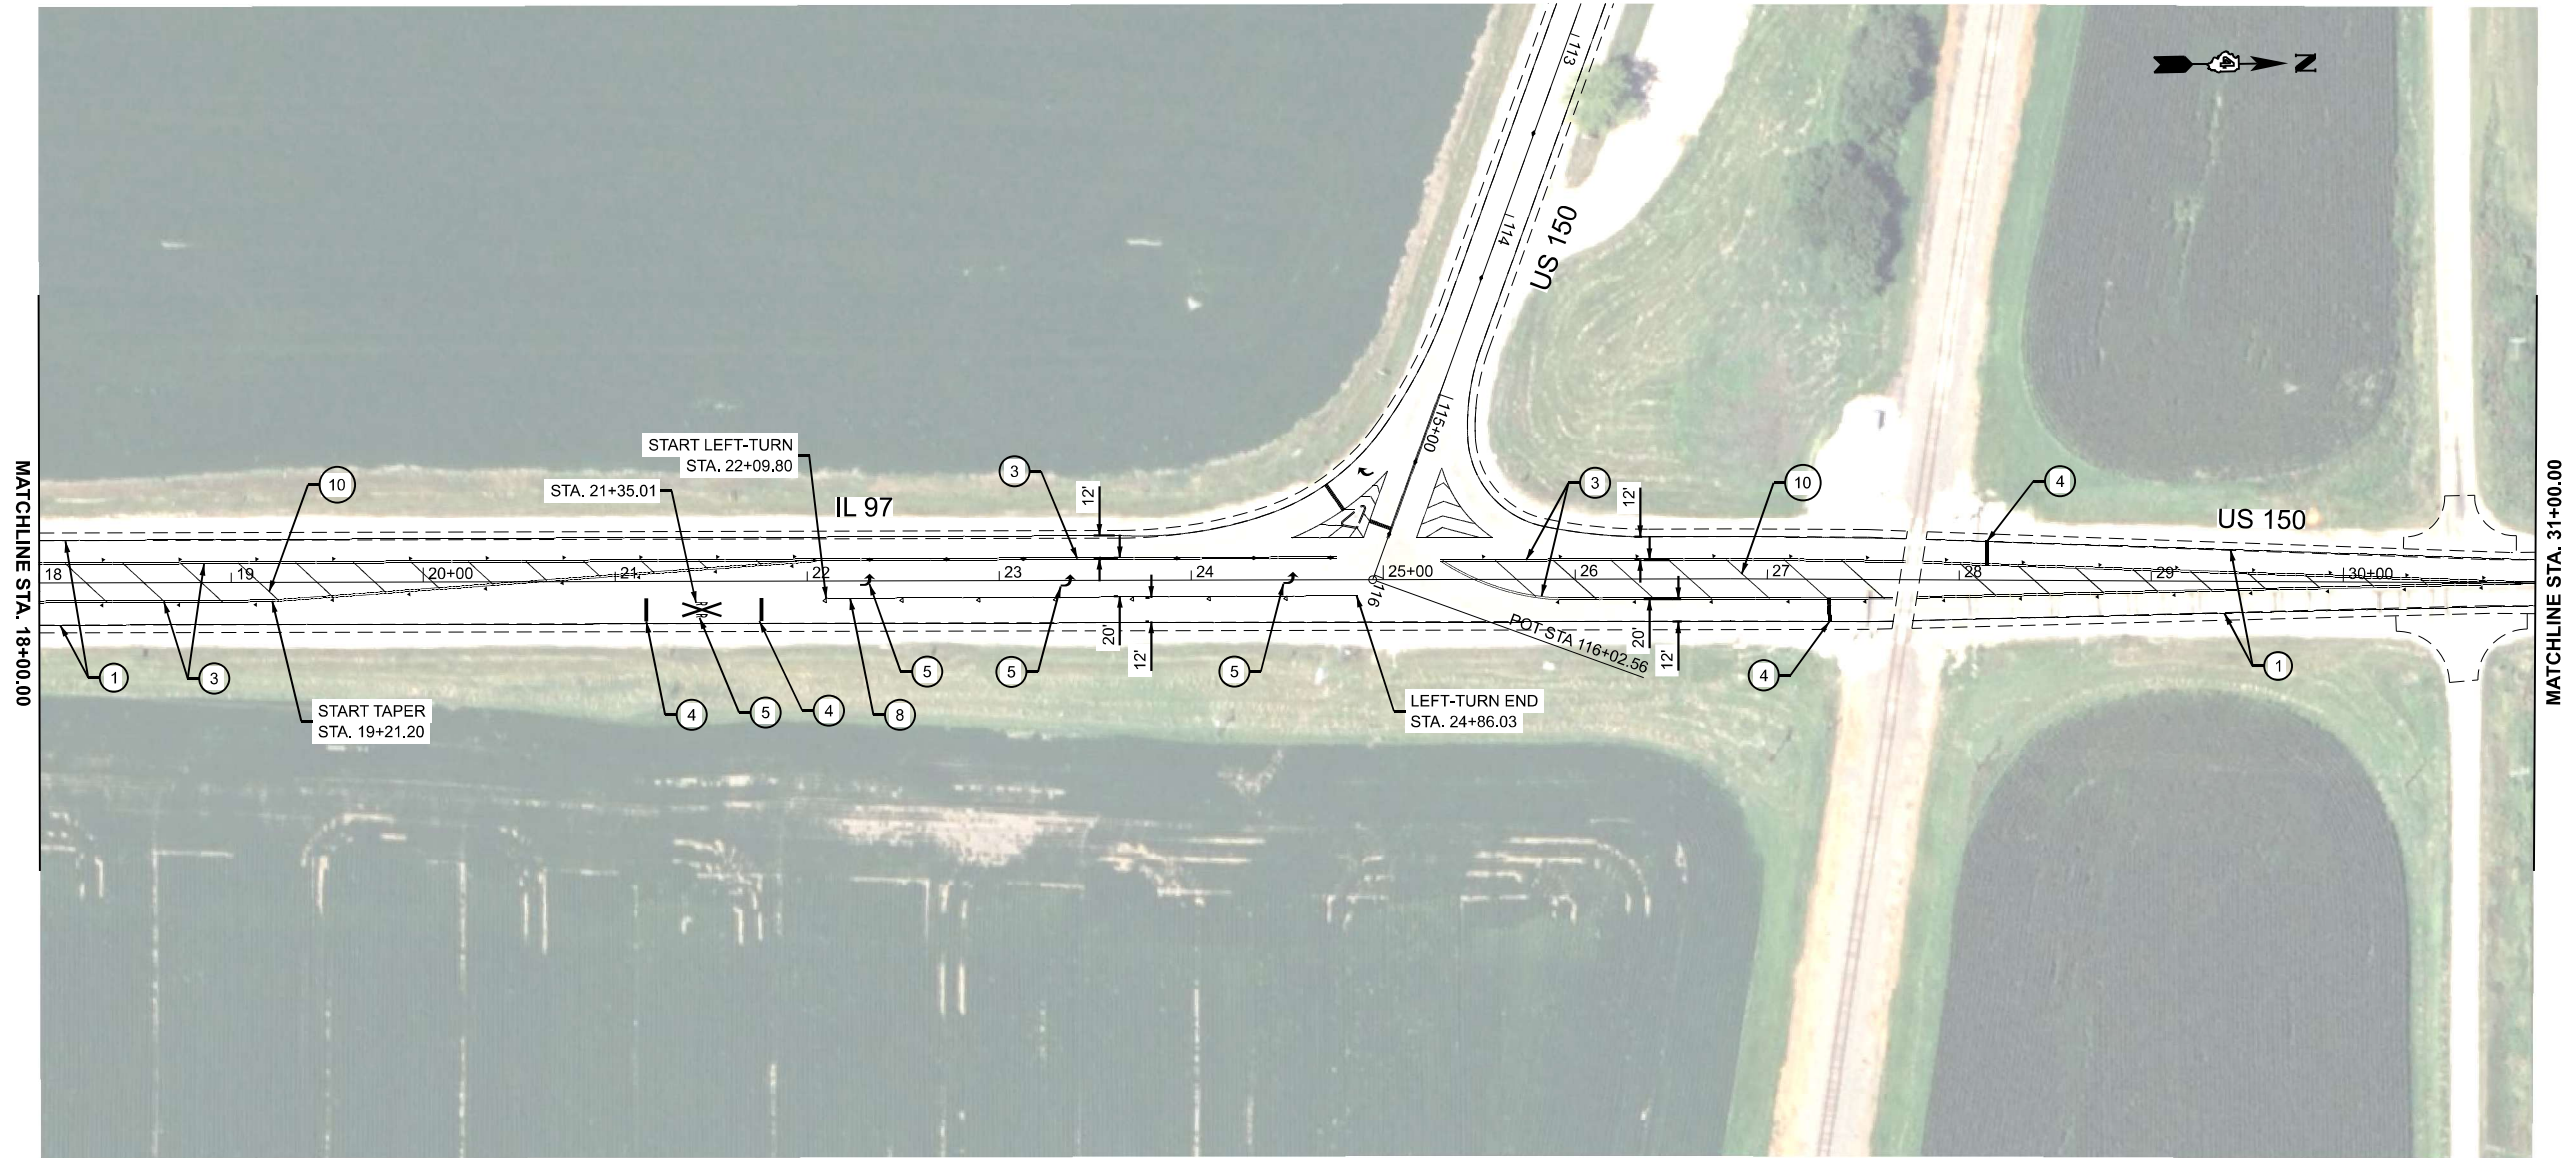 N
113
114
US 150
115+00
START LEFT-TURN
STA. 22+09.80
STA. 21+35.01
IL 97
US 150
10
3
12'
3
12'
10
4
MATCHLINE STA. 18+00.00
18
19
20+00
21
22
23
24
25+00
26
27
28
29
30+00
MATCHLINE STA. 31+00.00
116
R R
POT STA 116+02.56
20'
12'
20'
12'
1
3
5
5
5
4
1
START TAPER
STA. 19+21.20
4
5
4
8
LEFT-TURN END
STA. 24+86.03